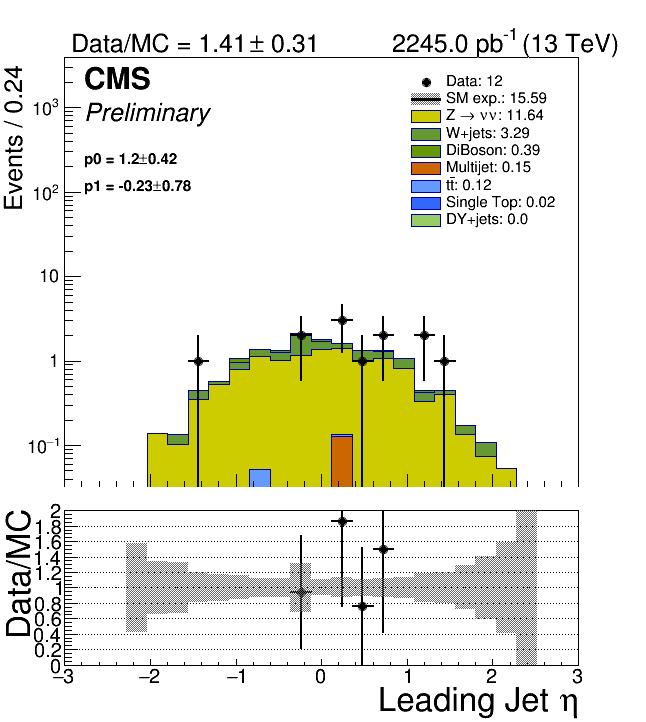 Data/MC = 1.41 ± 0.31 2245.0 pb⁻¹ (13 TeV)
CMS
Preliminary
p0 = 1.2±0.42
p1 = -0.23±0.78
Data: 12
SM exp.: 15.59
Z → νν: 11.64
W+jets: 3.29
DiBoson: 0.39
Multijet: 0.15
tt̄: 0.12
Single Top: 0.02
DY+jets: 0.0
Events / 0.24
10³
10²
10
1
10⁻¹
Data/MC
2
1.8
1.6
1.4
1.2
1
0.8
0.6
0.4
0.2
0
−3 −2 −1 0 1 2 3
Leading Jet η